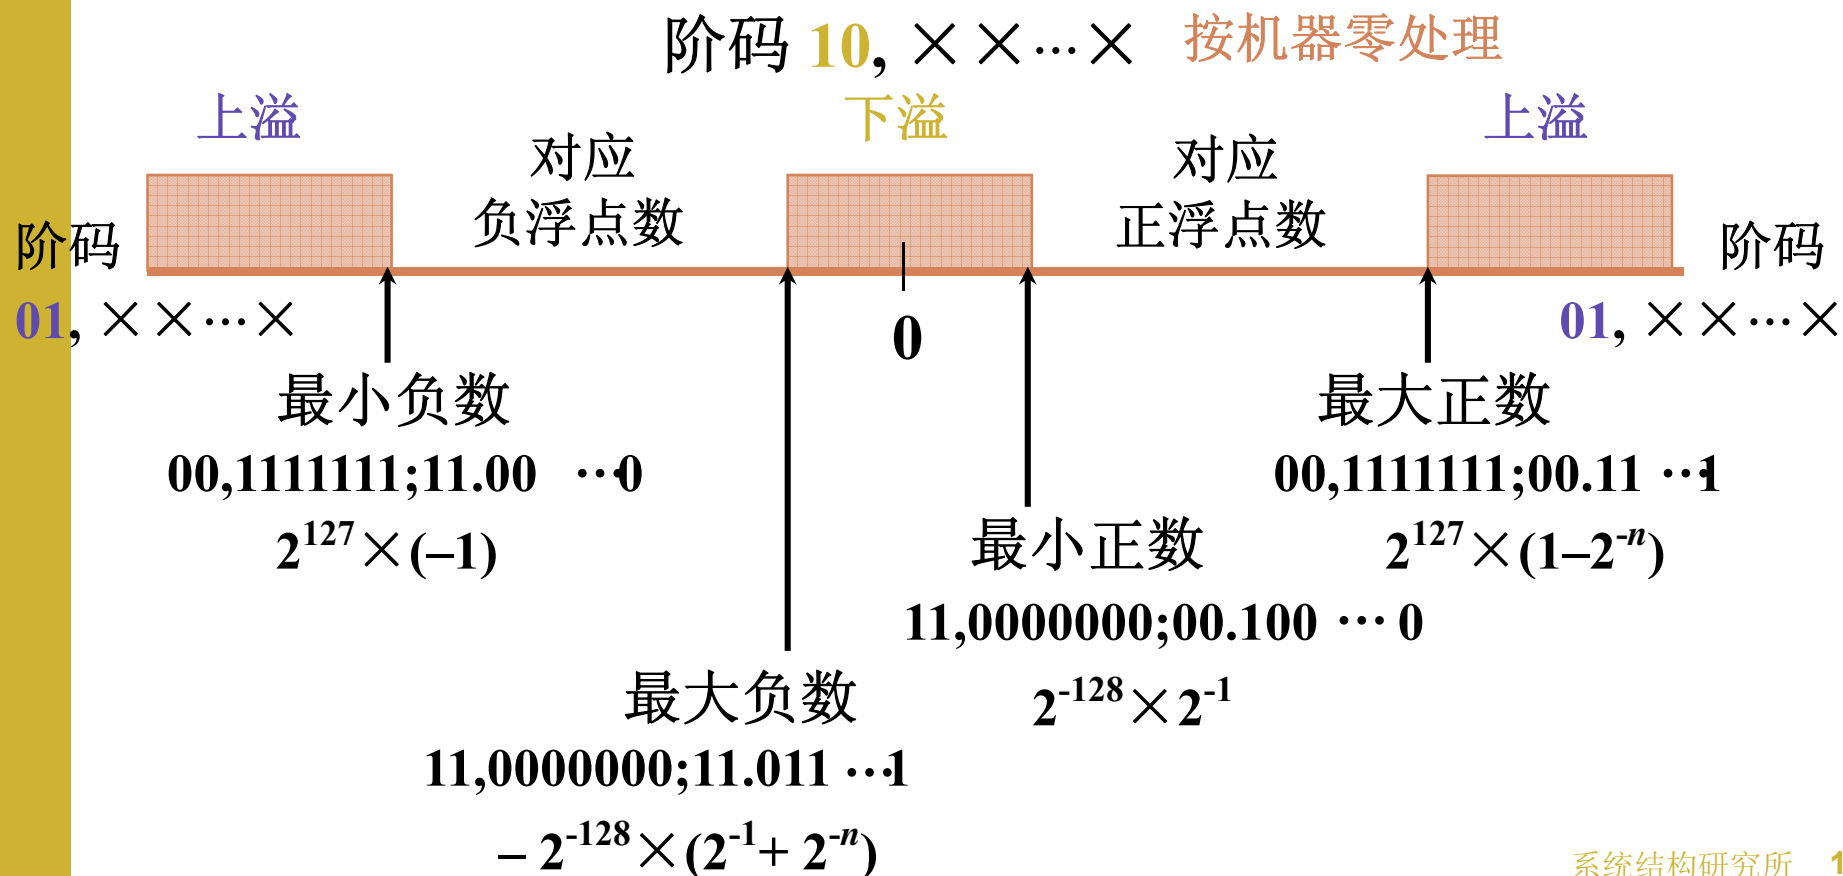 阶码 10, ××…× 按机器零处理
上溢 下溢 上溢
对应 对应
负浮点数 正浮点数
阶码 阶码
01, ××…× 0 01, ××…×
最小负数 最大正数
00,1111111;11.00 …0 00,1111111;00.11 …1
2^127×(–1) 2^127×(1–2^-n)
最小正数
11,0000000;00.100 … 0
最大负数 2^-128×2^-1
11,0000000;11.011 …1
– 2^-128×(2^-1+ 2^-n)
系统结构研究所 1